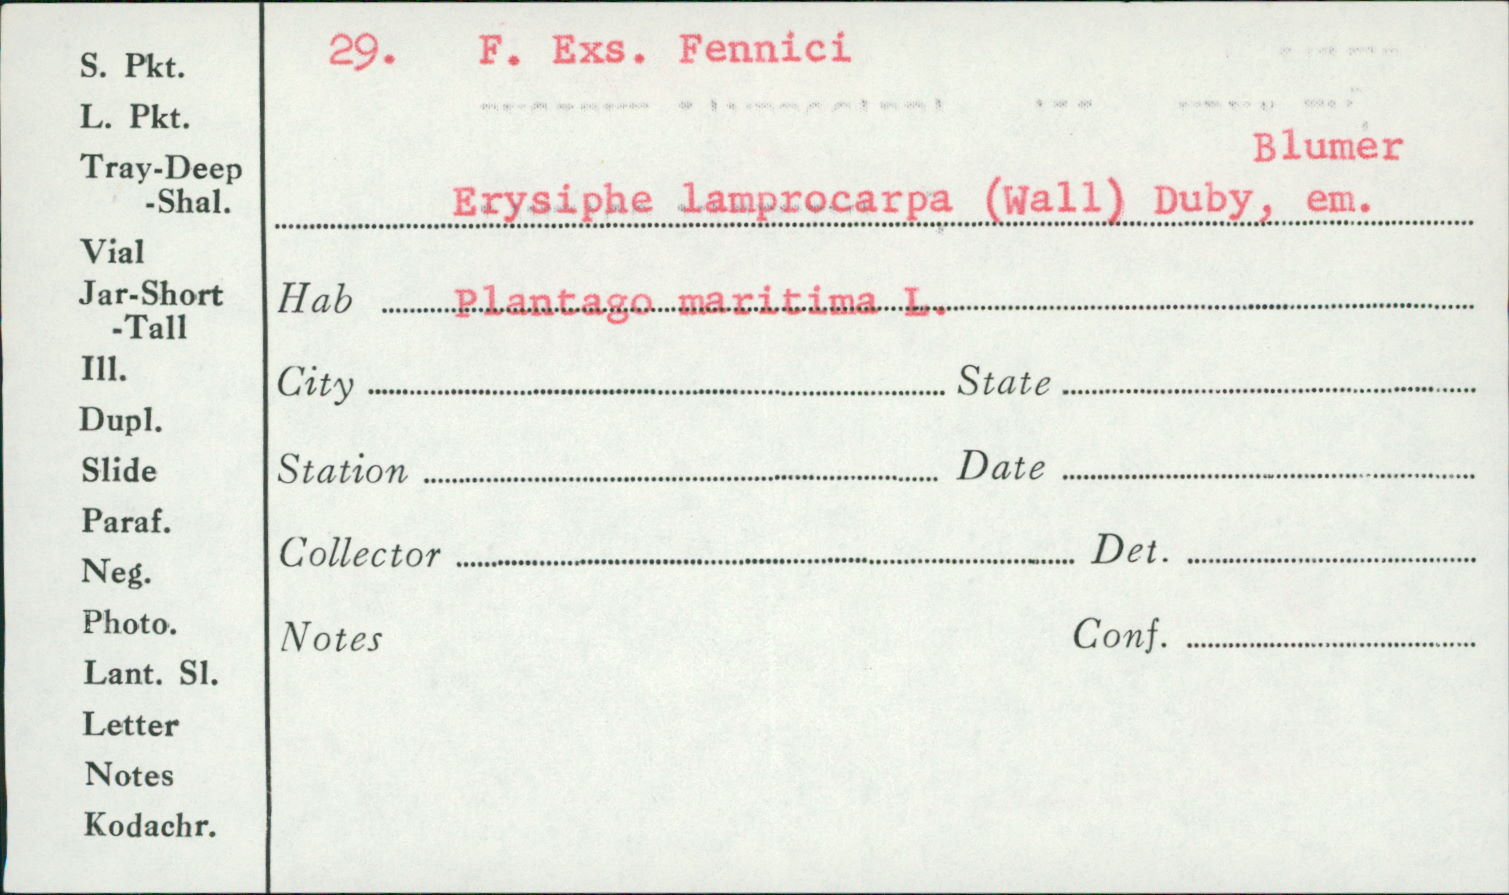 29. F. Exs. Fennici
Blumer
Erysiphe lamprocarpa (Wall) Duby, em.
Hab Plantago maritima L.
City State
Station Date
Collector Det.
Notes Conf.
S. Pkt.
L. Pkt.
Tray-Deep
-Shal.
Vial
Jar-Short
-Tall
Ill.
Dupl.
Slide
Paraf.
Neg.
Photo.
Lant. Sl.
Letter
Notes
Kodachr.